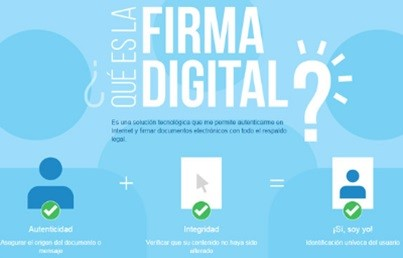 ¿QUÉ ES LA
FIRMA
DIGITAL?
Es una solución tecnológica que me permite autenticarme en
Internet y firmar documentos electrónicos con todo el respaldo
legal.
+
=
Autenticidad
Integridad
¡Sí, soy yo!
Asegurar el origen del documento o
mensaje
Verificar que su contenido no haya sido
alterado
Identificación unívoca del usuario